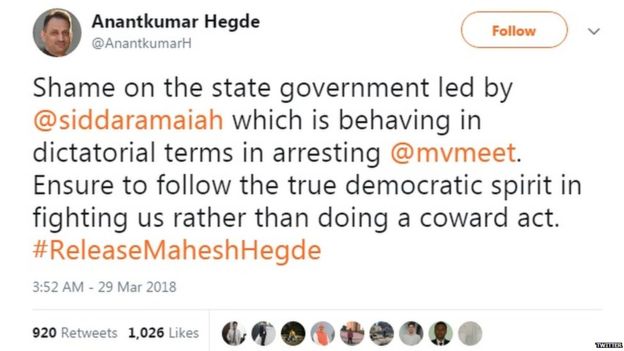 Anantkumar Hegde
@AnantkumarH
Follow
Shame on the state government led by
@siddaramaiah which is behaving in
dictatorial terms in arresting @mvmeet.
Ensure to follow the true democratic spirit in
fighting us rather than doing a coward act.
#ReleaseMaheshHegde
3:52 AM - 29 Mar 2018
920 Retweets 1,026 Likes
TWITTER